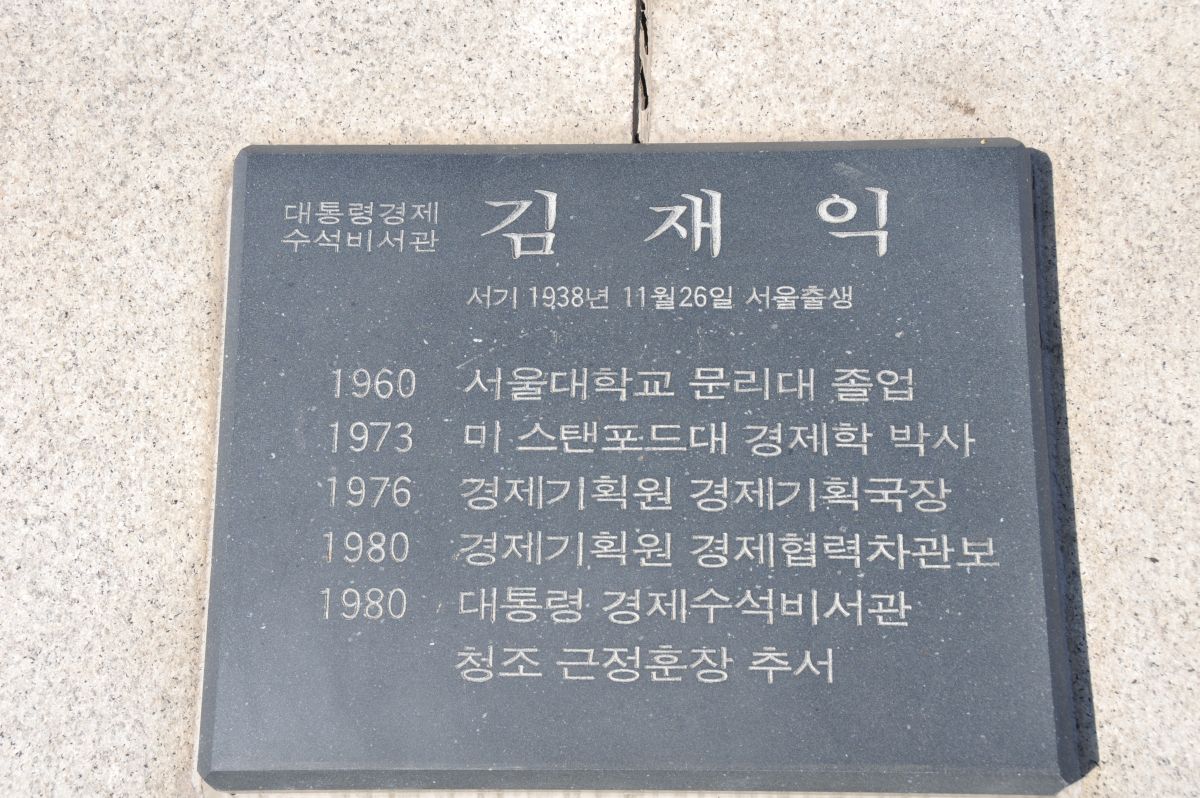 대통령경제
수석비서관
김재익
서기 1938년 11월26일 서울출생
1960 서울대학교 문리대 졸업
1973 미 스탠포드대 경제학 박사
1976 경제기획원 경제기획국장
1980 경제기획원 경제협력차관보
1980 대통령 경제수석비서관
청조 근정훈장 추서